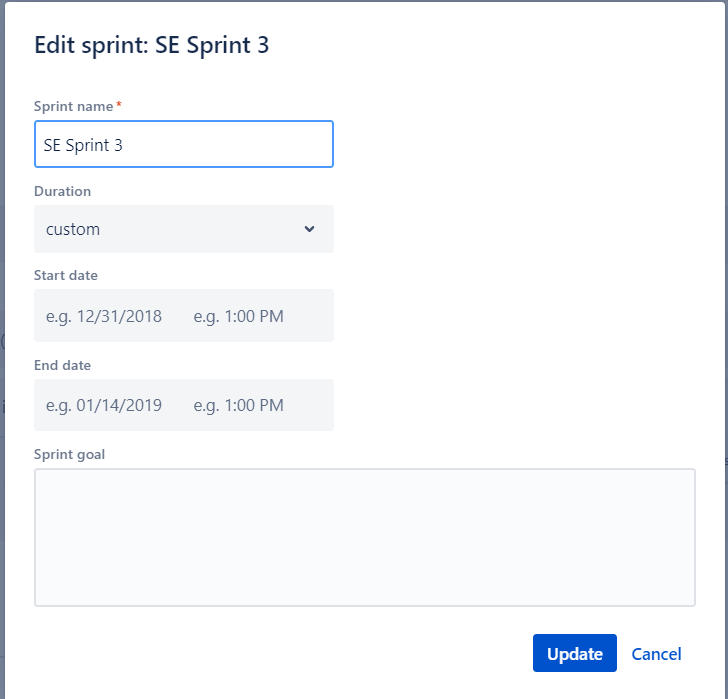 Edit sprint: SE Sprint 3
Sprint name*
SE Sprint 3
Duration
custom
Start date
e.g. 12/31/2018 e.g. 1:00 PM
End date
e.g. 01/14/2019 e.g. 1:00 PM
Sprint goal
Update Cancel